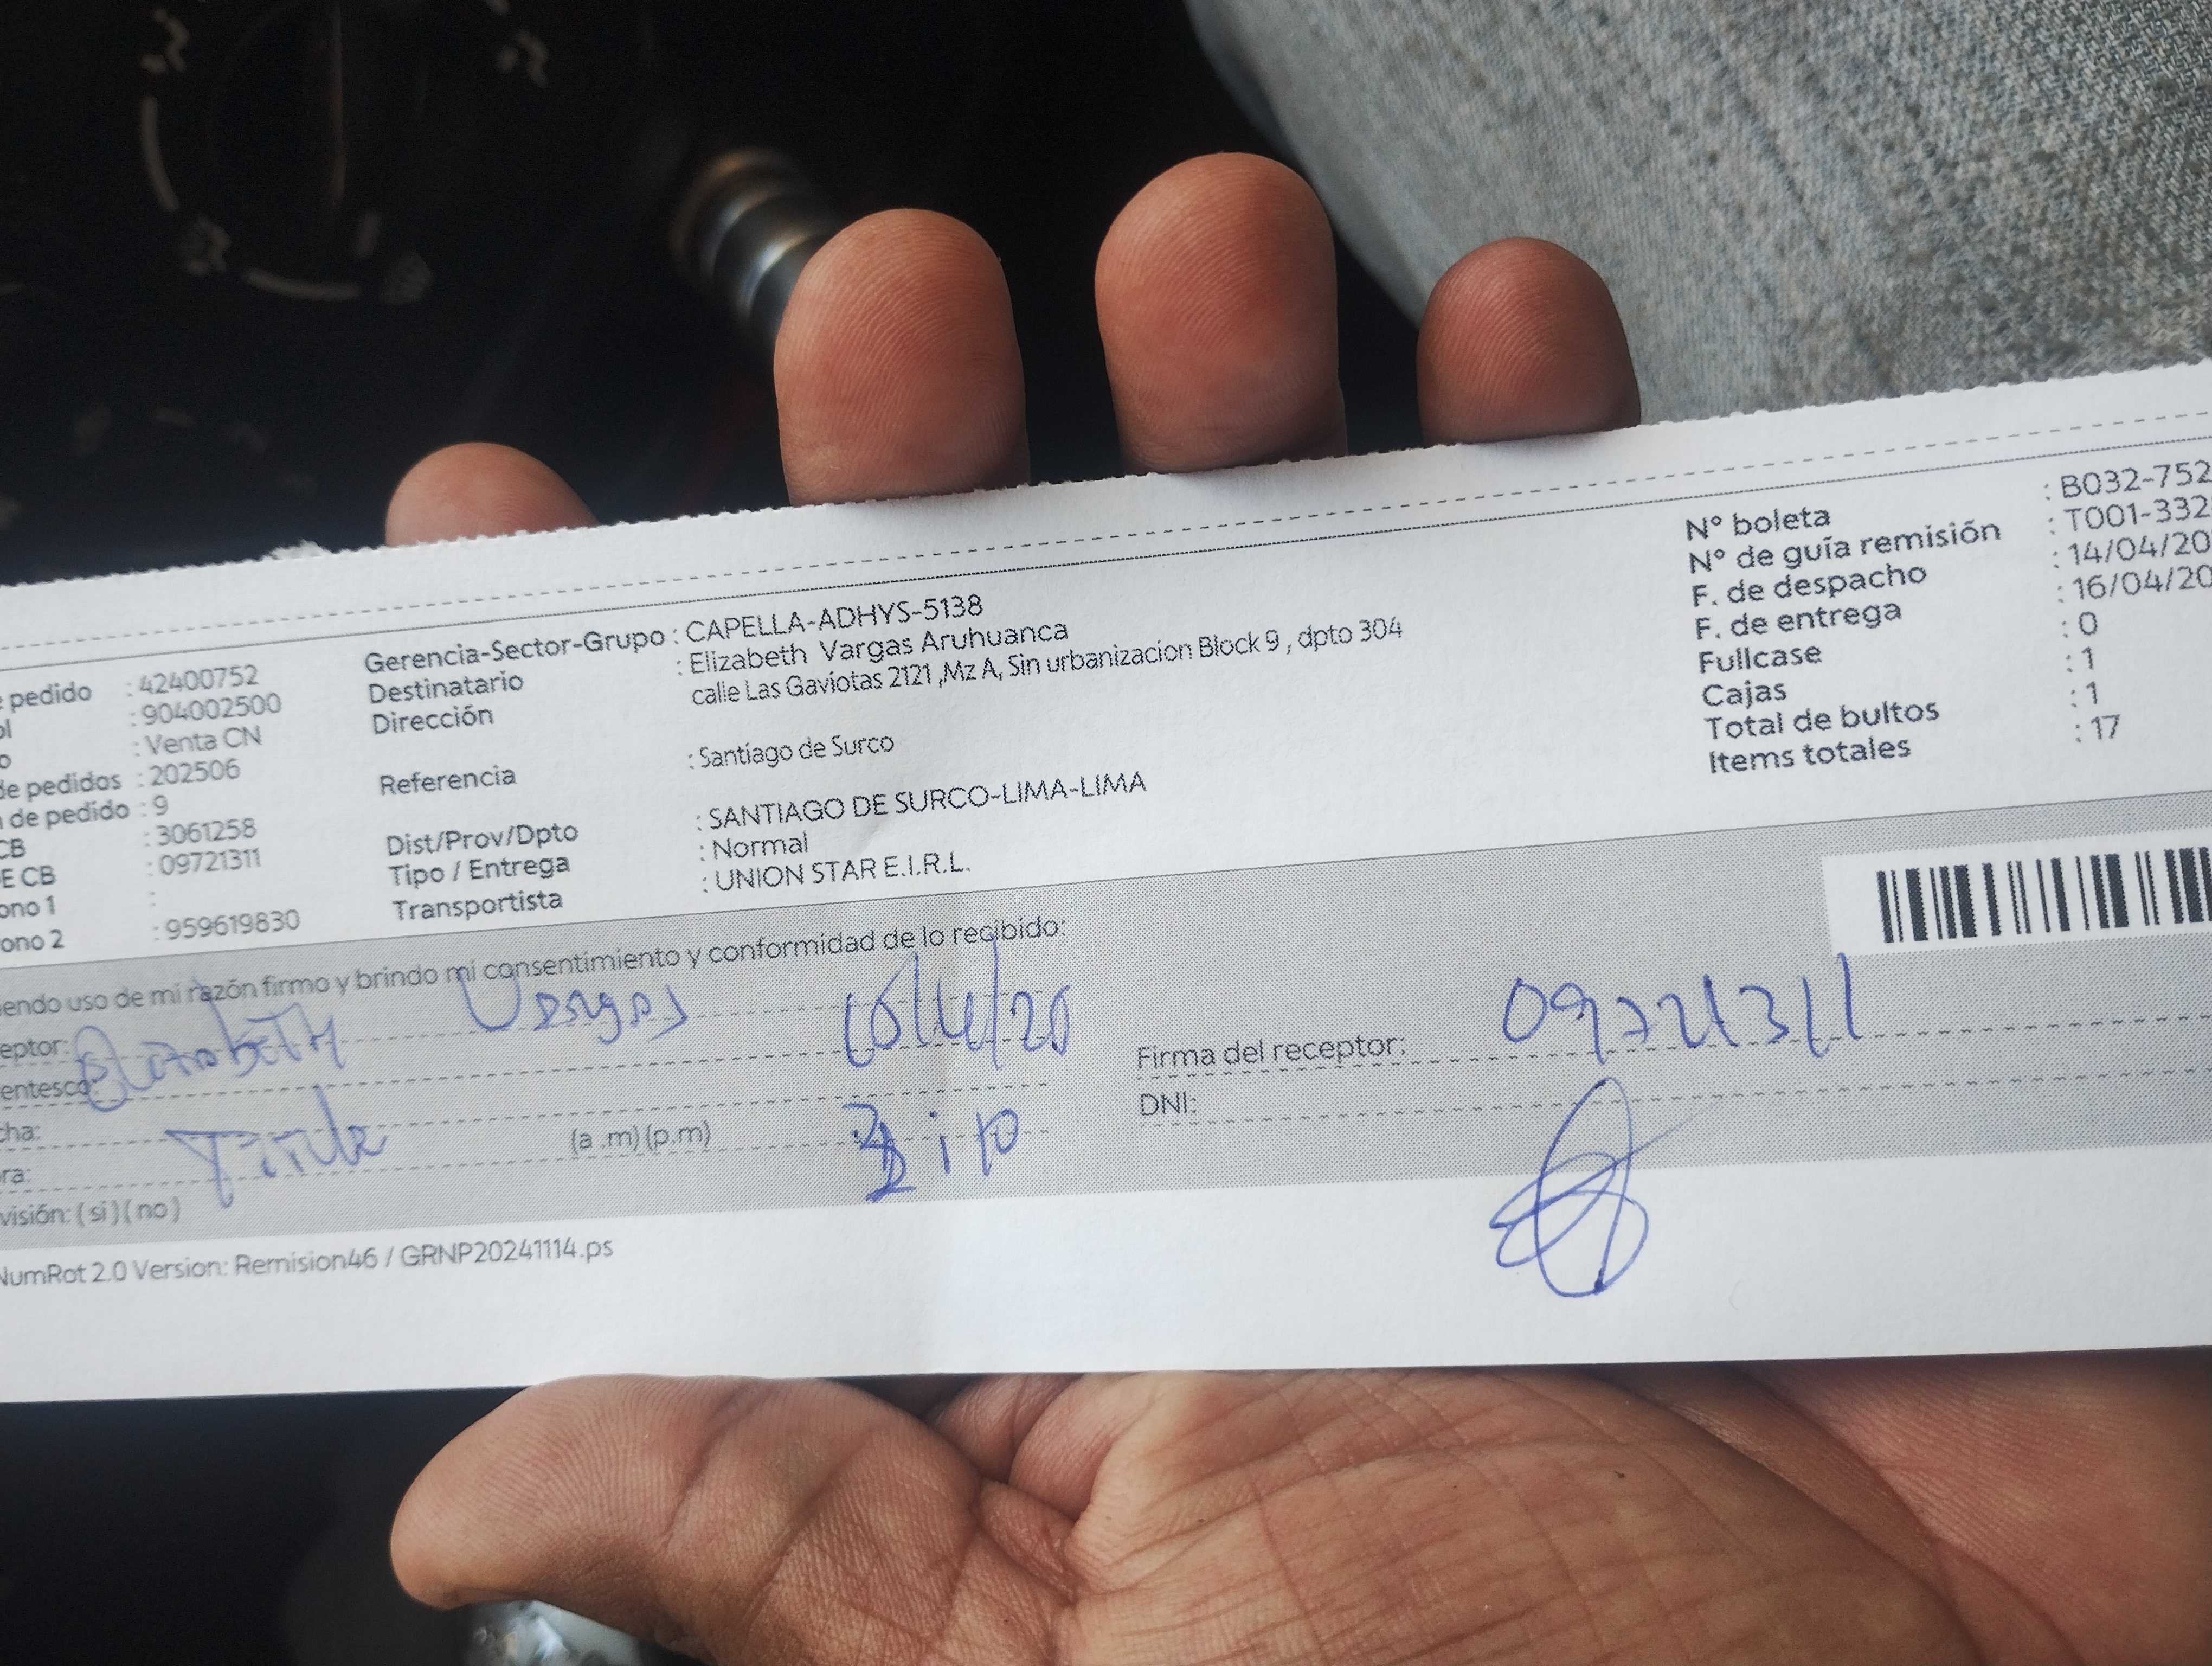 Nº boleta : B032-752
Nº de guía remisión : T001-332
F. de despacho : 14/04/20
F. de entrega : 16/04/20
Fullcase : 0
Cajas : 1
Total de bultos : 1
Items totales : 17
Gerencia-Sector-Grupo : CAPELLA-ADHYS-5138
Destinatario : Elizabeth Vargas Aruhuanca
Dirección calle Las Gaviotas 2121 ,Mz A, Sin urbanizacion Block 9 , dpto 304
Referencia : Santiago de Surco
Dist/Prov/Dpto : SANTIAGO DE SURCO-LIMA-LIMA
Tipo / Entrega : Normal
Transportista : UNION STAR E.I.R.L.
pedido : 42400752
ol : 904002500
o : Venta CN
de pedidos : 202506
de pedido : 9
CB : 3061258
E CB : 09721311
ono 1 :
ono 2 : 959619830
endo uso de mi razón firmo y brindo mi consentimiento y conformidad de lo recibido:
eptor: Elizabeth Vargas
entesco:
cha:
ra: (a .m) (p.m)
visión: ( si ) ( no )
Firma del receptor: 09721311
DNI:
NumRot 2.0 Version: Remision46 / GRNP20241114.ps